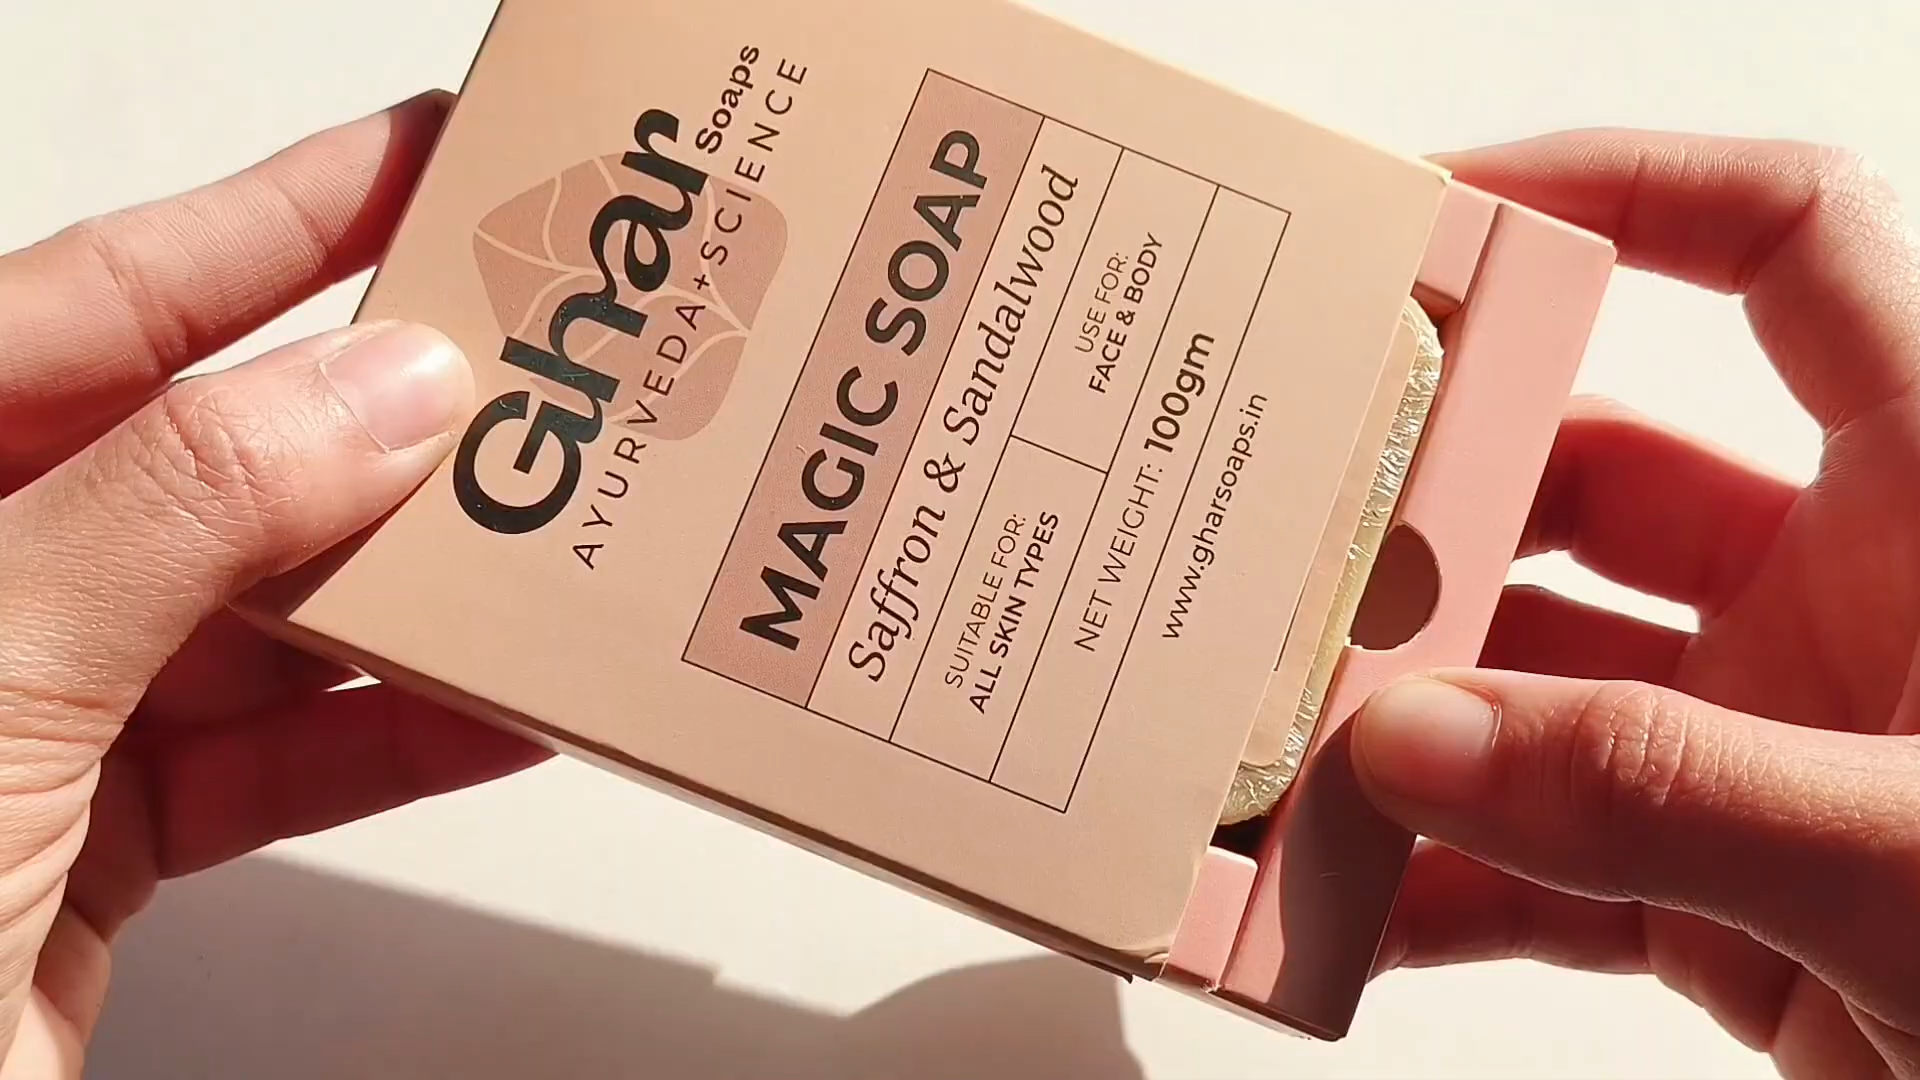 Ghar
Soaps
AYURVEDA+SCIENCE
MAGIC SOAP
Saffron & Sandalwood
SUITABLE FOR:
ALL SKIN TYPES
USE FOR:
FACE & BODY
NET WEIGHT: 100gm
www.gharsoaps.in